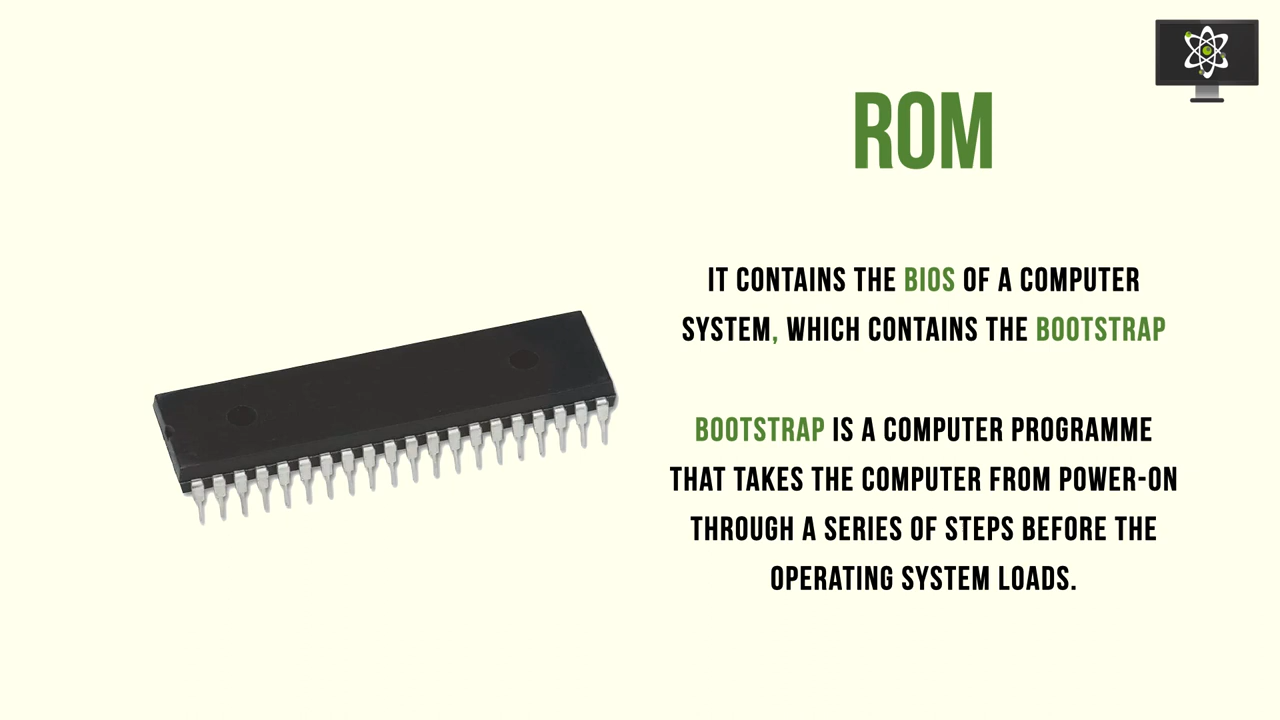 ROM
IT CONTAINS THE BIOS OF A COMPUTER
SYSTEM, WHICH CONTAINS THE BOOTSTRAP
BOOTSTRAP IS A COMPUTER PROGRAMME
THAT TAKES THE COMPUTER FROM POWER-ON
THROUGH A SERIES OF STEPS BEFORE THE
OPERATING SYSTEM LOADS.